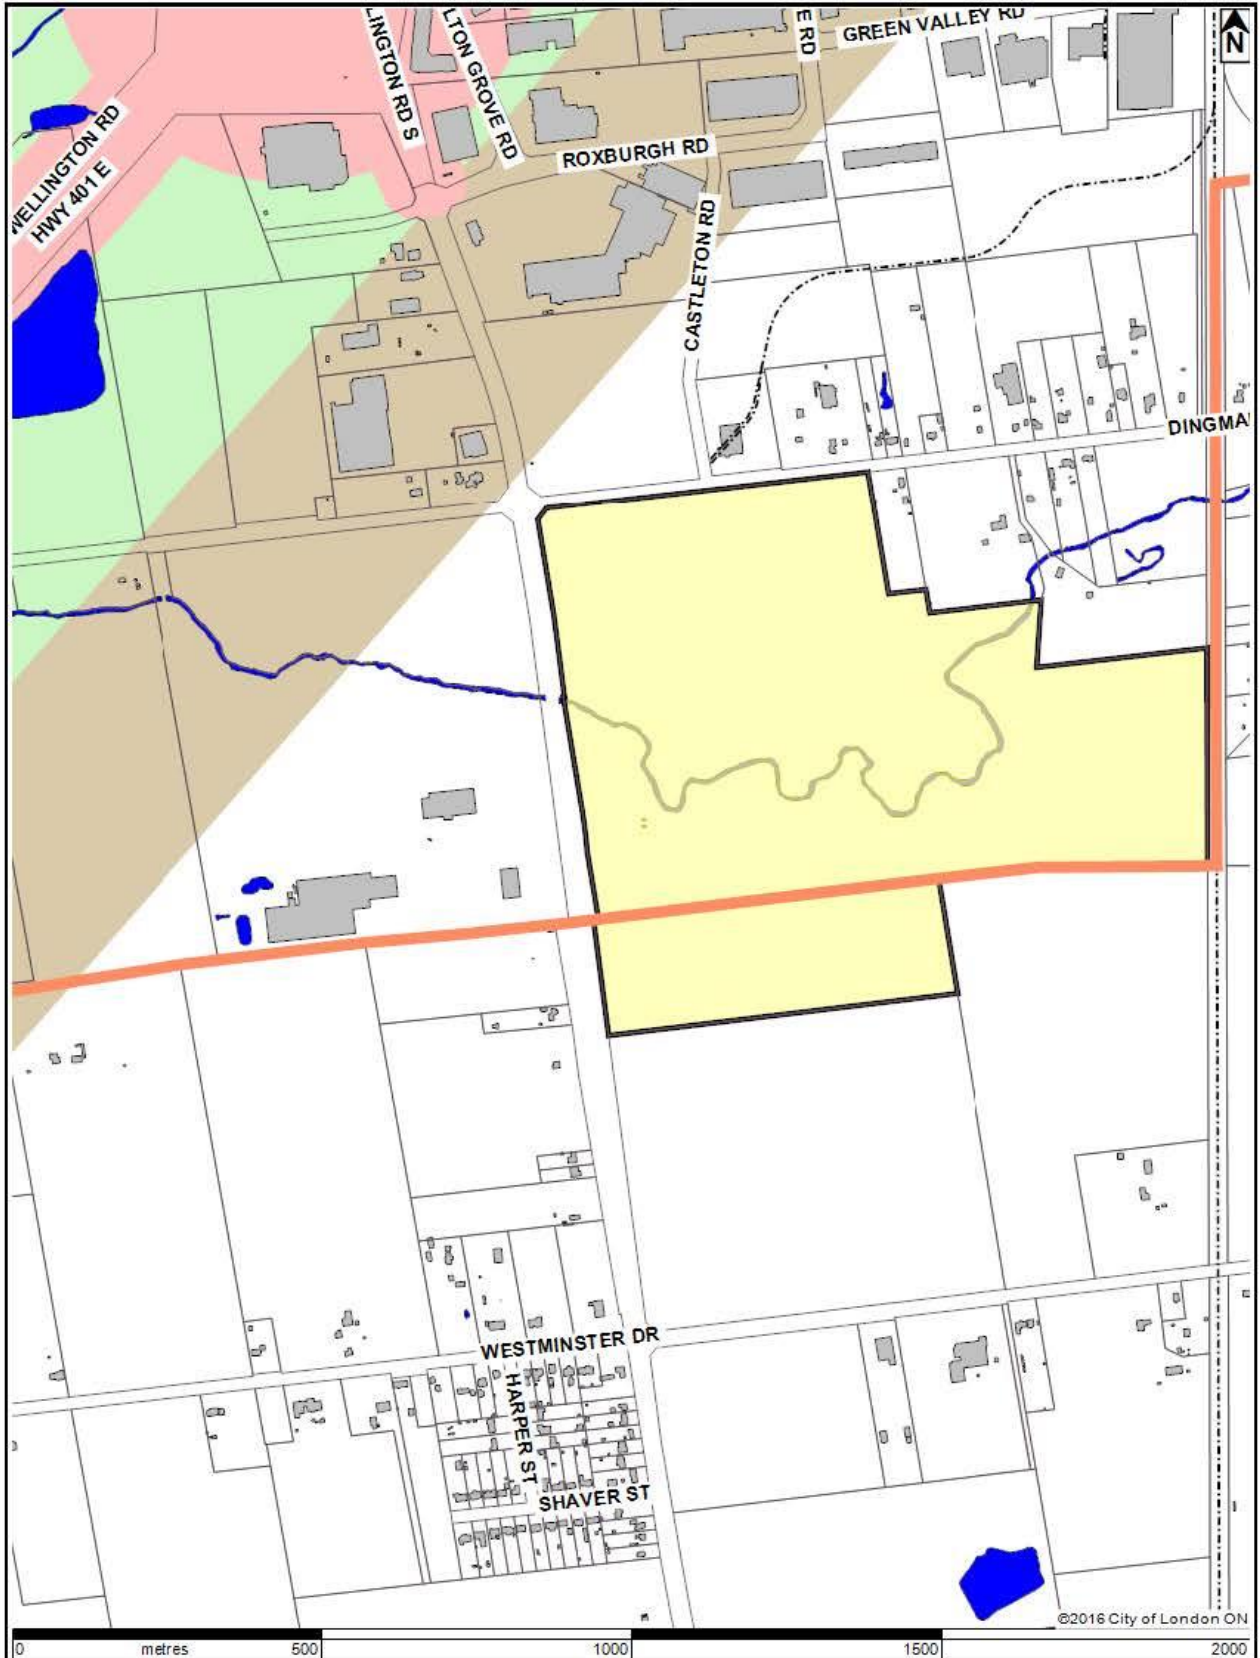 LINGTON RD S
LTON GROVE RD
E RD
GREEN VALLEY RD
N
WELLINGTON RD
HWY 401 E
ROXBURGH RD
CASTLETON RD
DINGMA
WESTMINSTER DR
HARPER ST
SHAVER ST
©2016 City of London ON
0 metres 500 1000 1500 2000